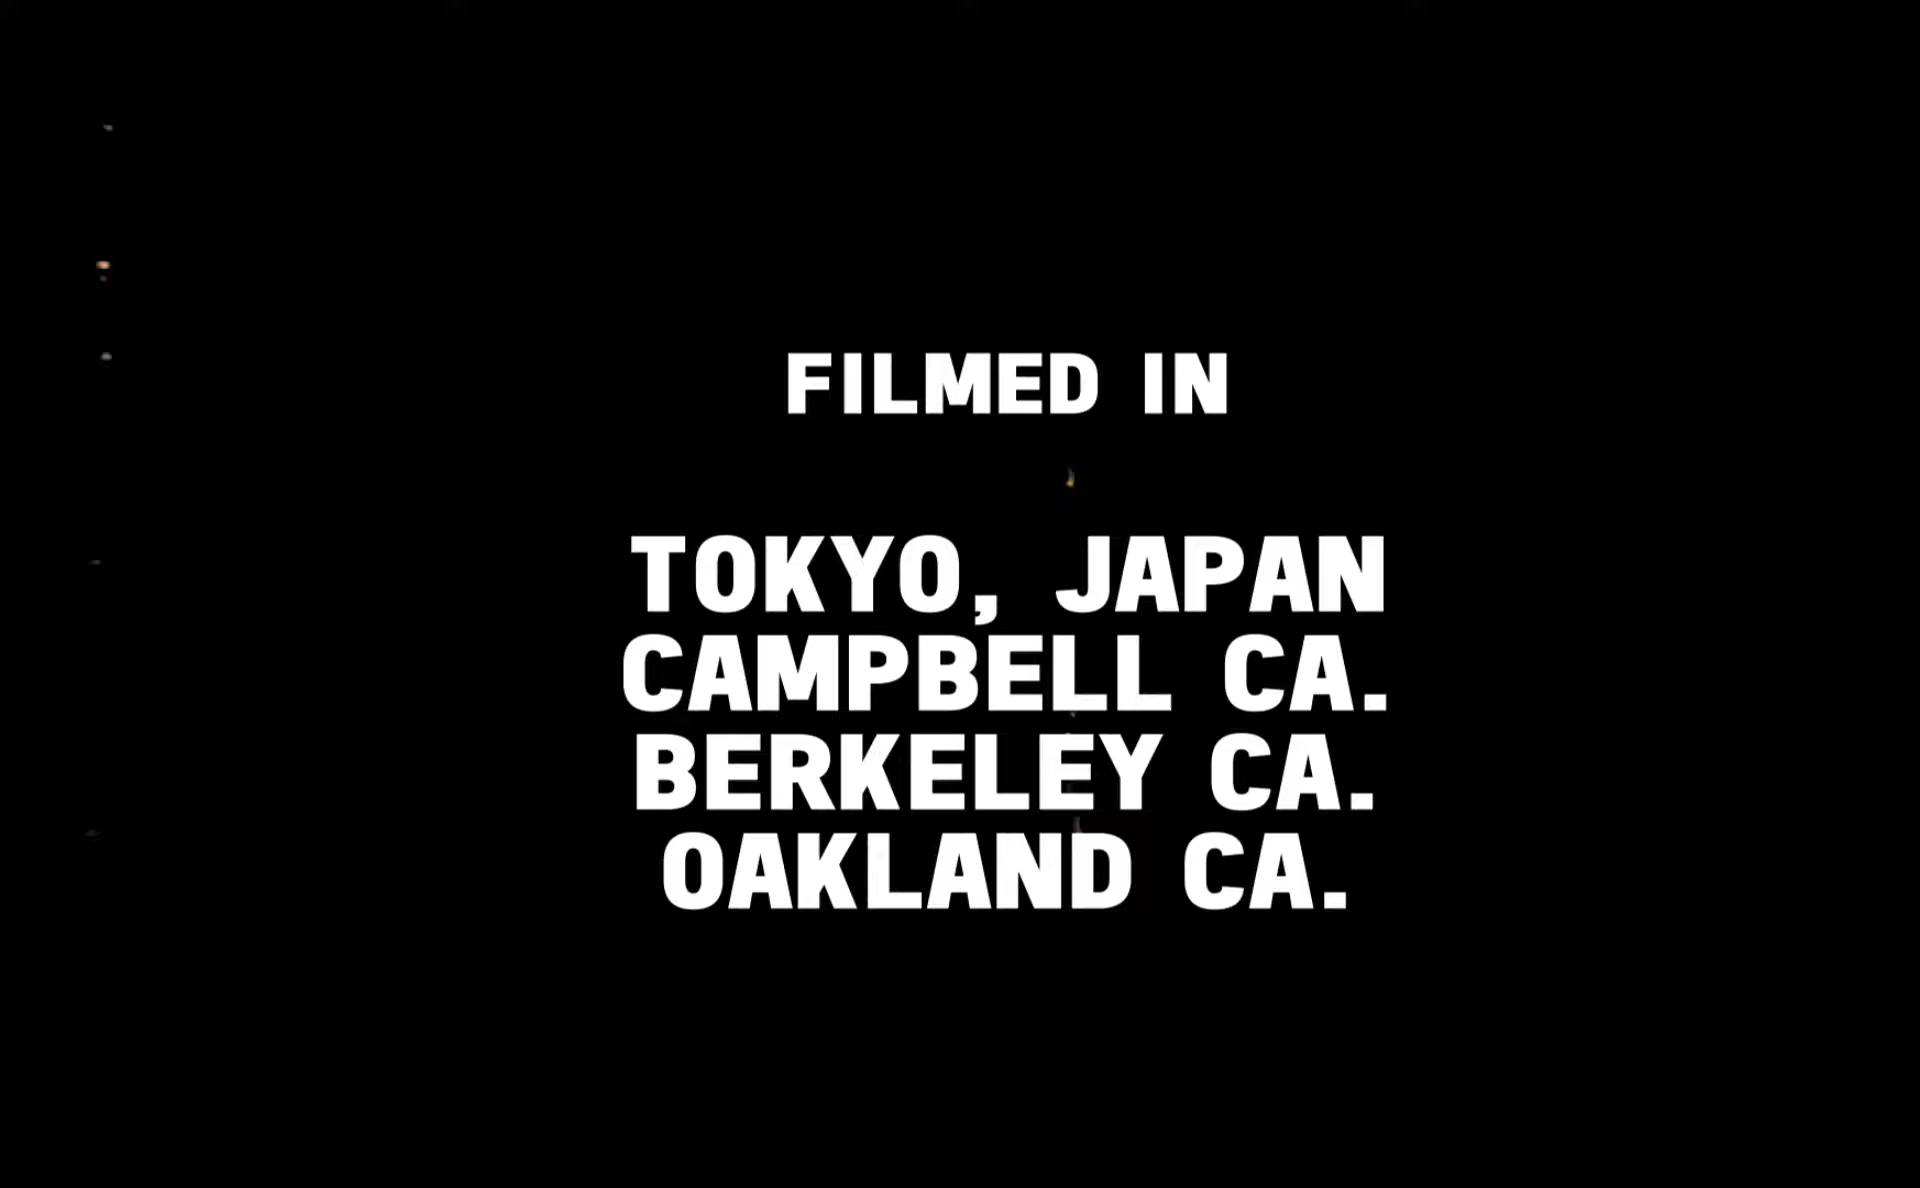 FILMED IN
TOKYO, JAPAN
CAMPBELL CA.
BERKELEY CA.
OAKLAND CA.